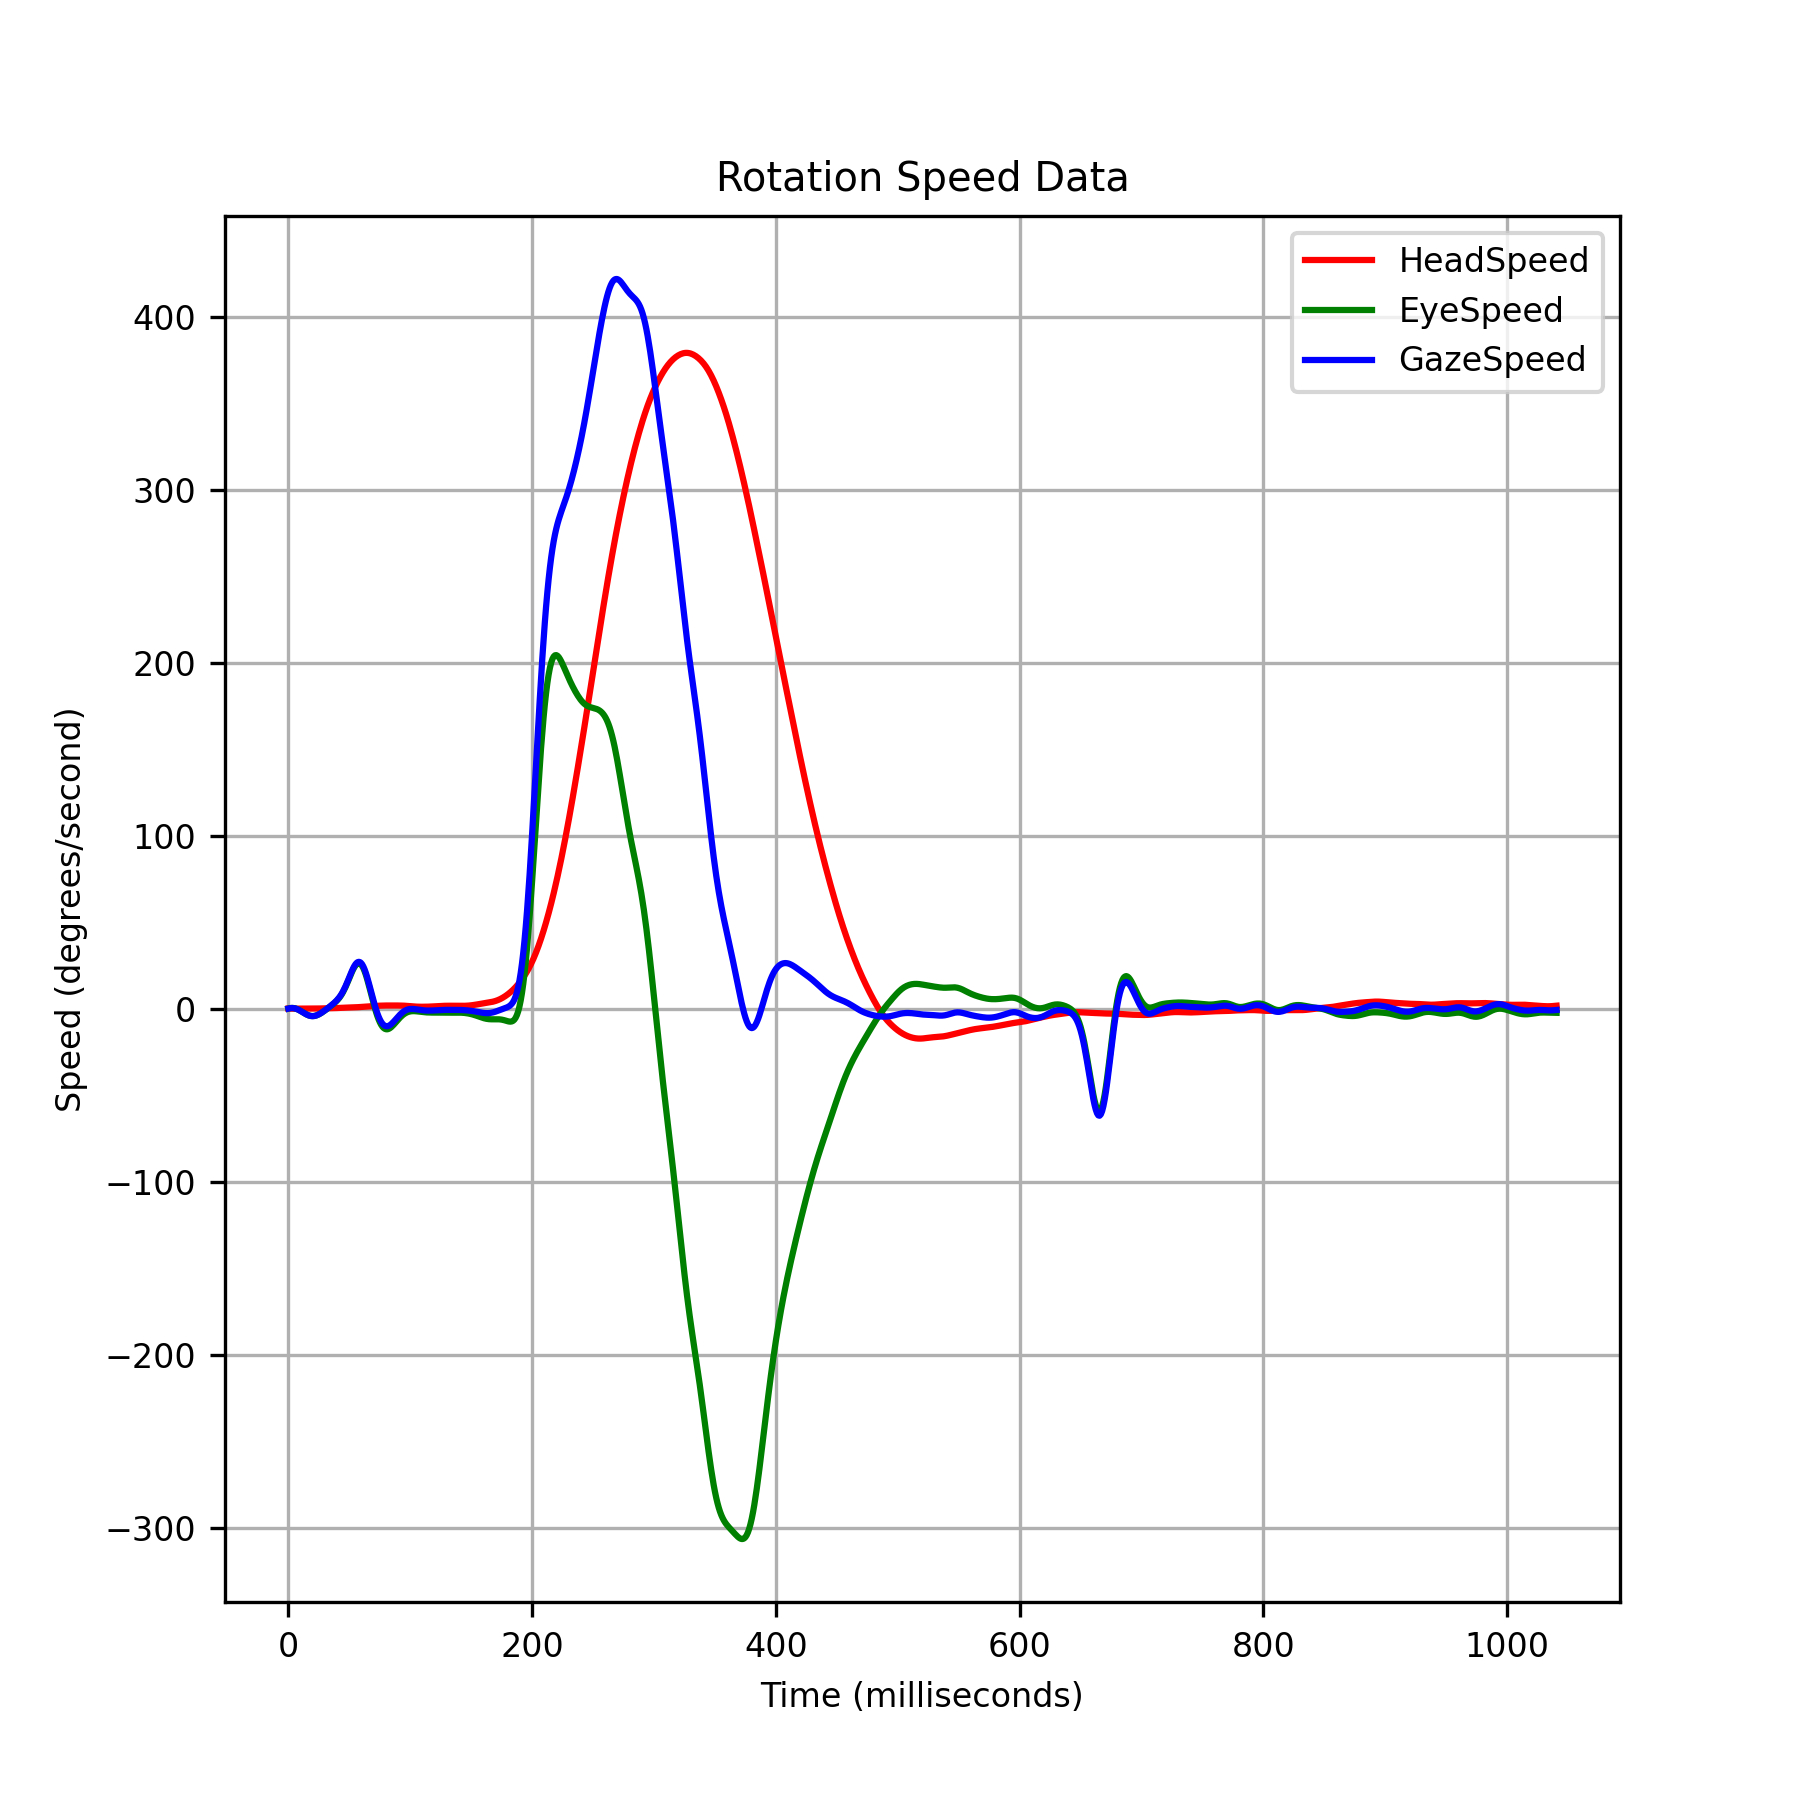 Rotation Speed Data
HeadSpeed
EyeSpeed
GazeSpeed
Speed (degrees/second)
400
300
200
100
0
−100
−200
−300
0 200 400 600 800 1000
Time (milliseconds)